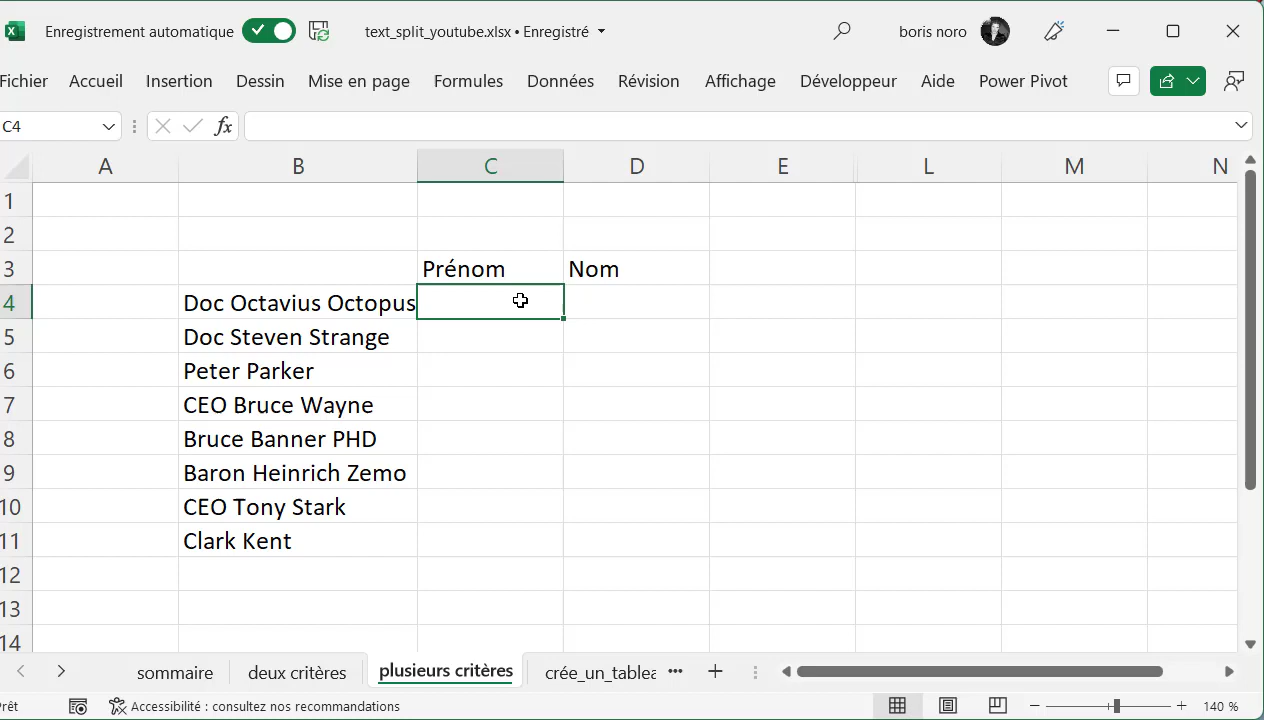 Enregistrement automatique text_split_youtube.xlsx • Enregistré boris noro
Fichier Accueil Insertion Dessin Mise en page Formules Données Révision Affichage Développeur Aide Power Pivot
C4 fx
A B C D E L M N
1
2
3 Prénom Nom
4 Doc Octavius Octopus
5 Doc Steven Strange
6 Peter Parker
7 CEO Bruce Wayne
8 Bruce Banner PHD
9 Baron Heinrich Zemo
10 CEO Tony Stark
11 Clark Kent
12
13
14
sommaire deux critères plusieurs critères crée_un_tablea
rêt Accessibilité : consultez nos recommandations 140 %